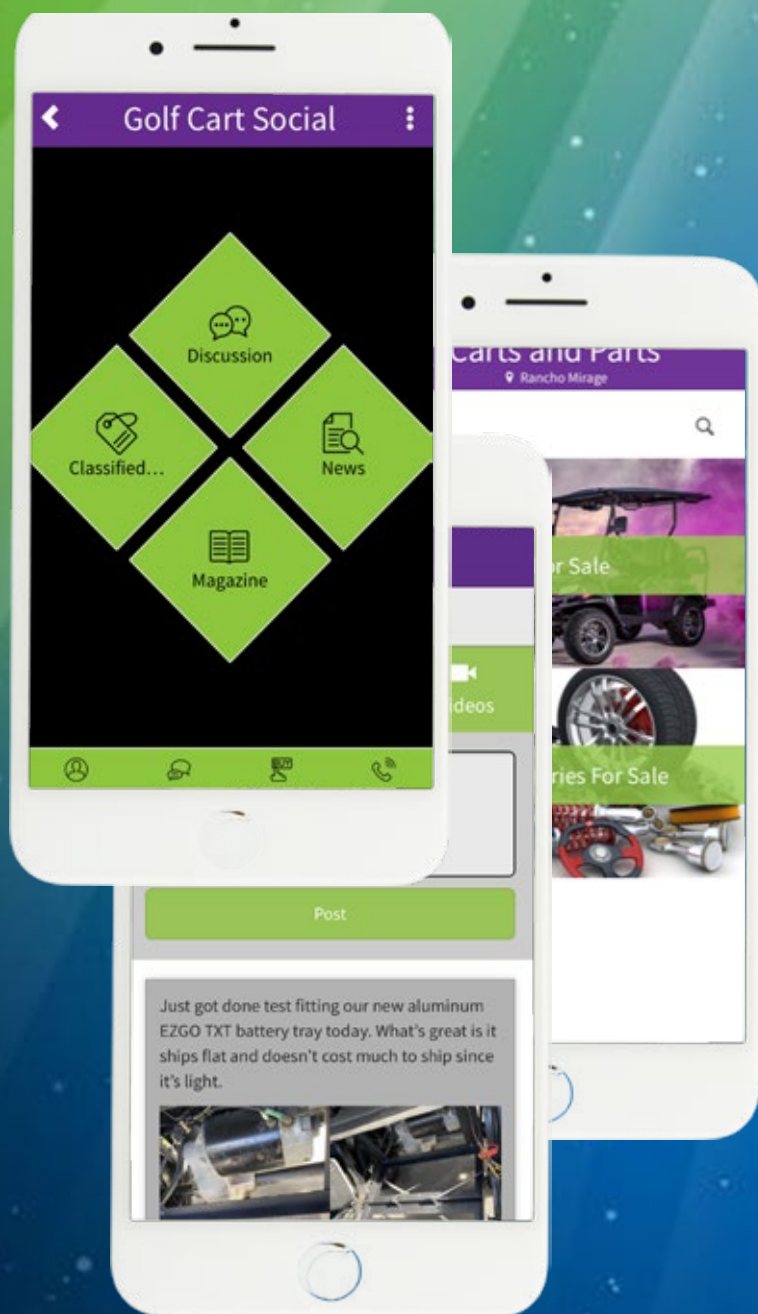 Golf Cart Social
Discussion
Classified...
News
Magazine
BUY
Carts and Parts
Rancho Mirage
or Sale
ries For Sale
ideos
Post
Just got done test fitting our new aluminum
EZGO TXT battery tray today. What's great is it
ships flat and doesn't cost much to ship since
it's light.